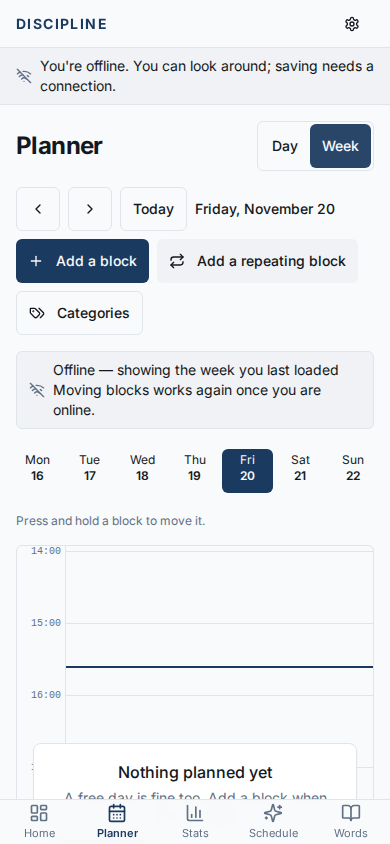 DISCIPLINE
You're offline. You can look around; saving needs a
connection.
Planner
Day
Week
Today
Friday, November 20
Add a block
Add a repeating block
Categories
Offline — showing the week you last loaded
Moving blocks works again once you are
online.
Mon
16
Tue
17
Wed
18
Thu
19
Fri
20
Sat
21
Sun
22
Press and hold a block to move it.
14:00
15:00
16:00
Nothing planned yet
A free day is fine too. Add a block when
Home
Planner
Stats
Schedule
Words